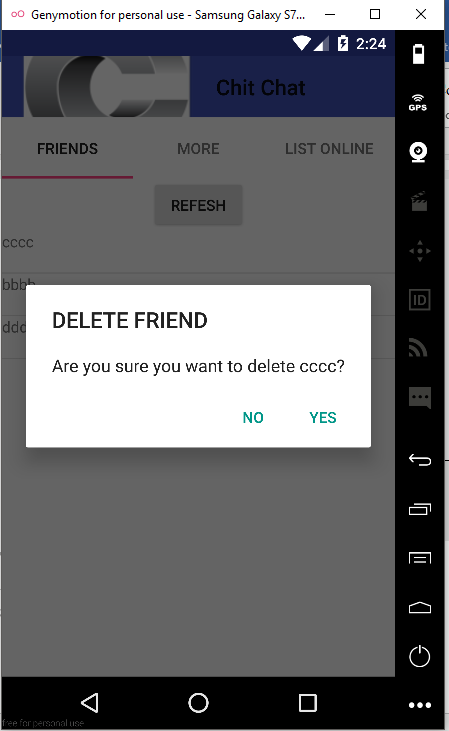 Genymotion for personal use - Samsung Galaxy S7...
2:24
Chit Chat
GPS
FRIENDS MORE LIST ONLINE
REFESH
cccc
bbbb
ddd
DELETE FRIEND
Are you sure you want to delete cccc?
NO YES
ID
free for personal use